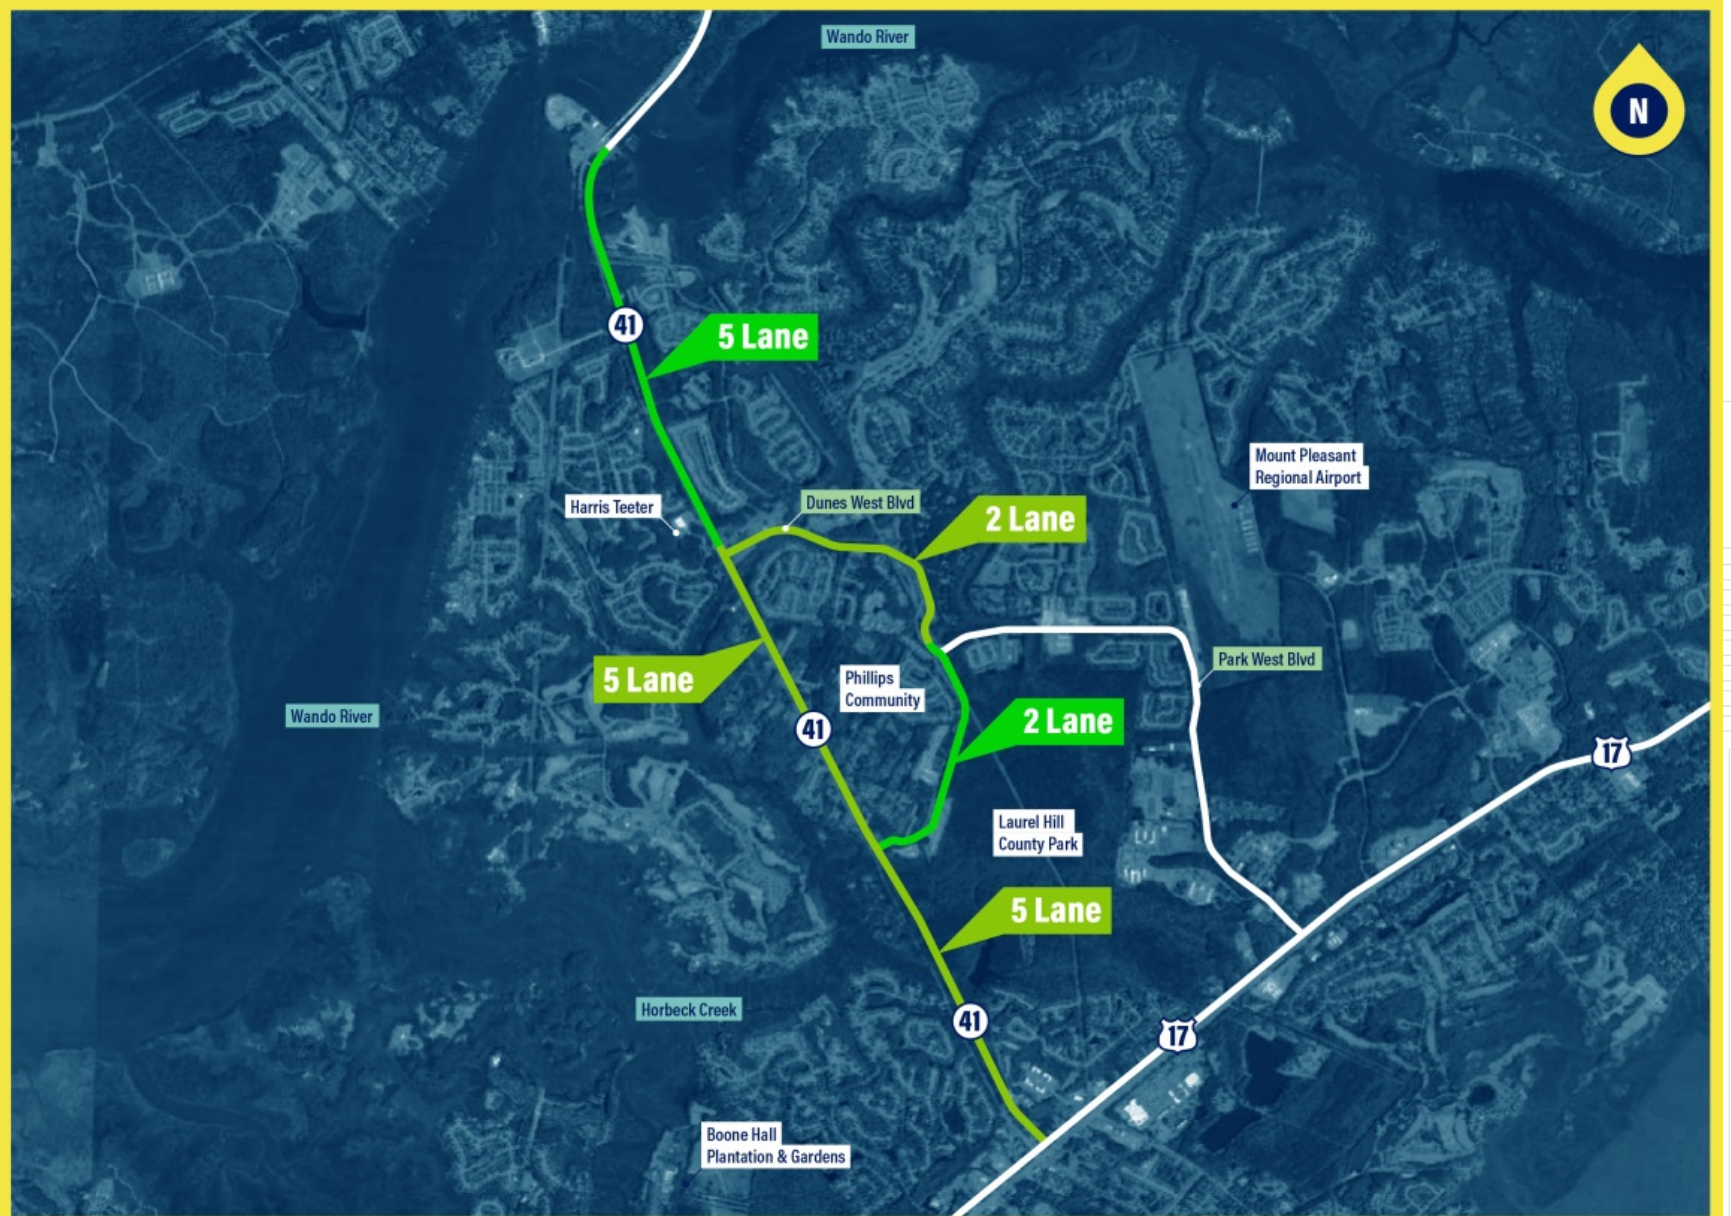 Wando River
N
41
5 Lane
Mount Pleasant
Regional Airport
Harris Teeter
Dunes West Blvd
2 Lane
5 Lane
Phillips
Community
Park West Blvd
Wando River
41
2 Lane
17
Laurel Hill
County Park
5 Lane
Horbeck Creek
41
17
Boone Hall
Plantation & Gardens